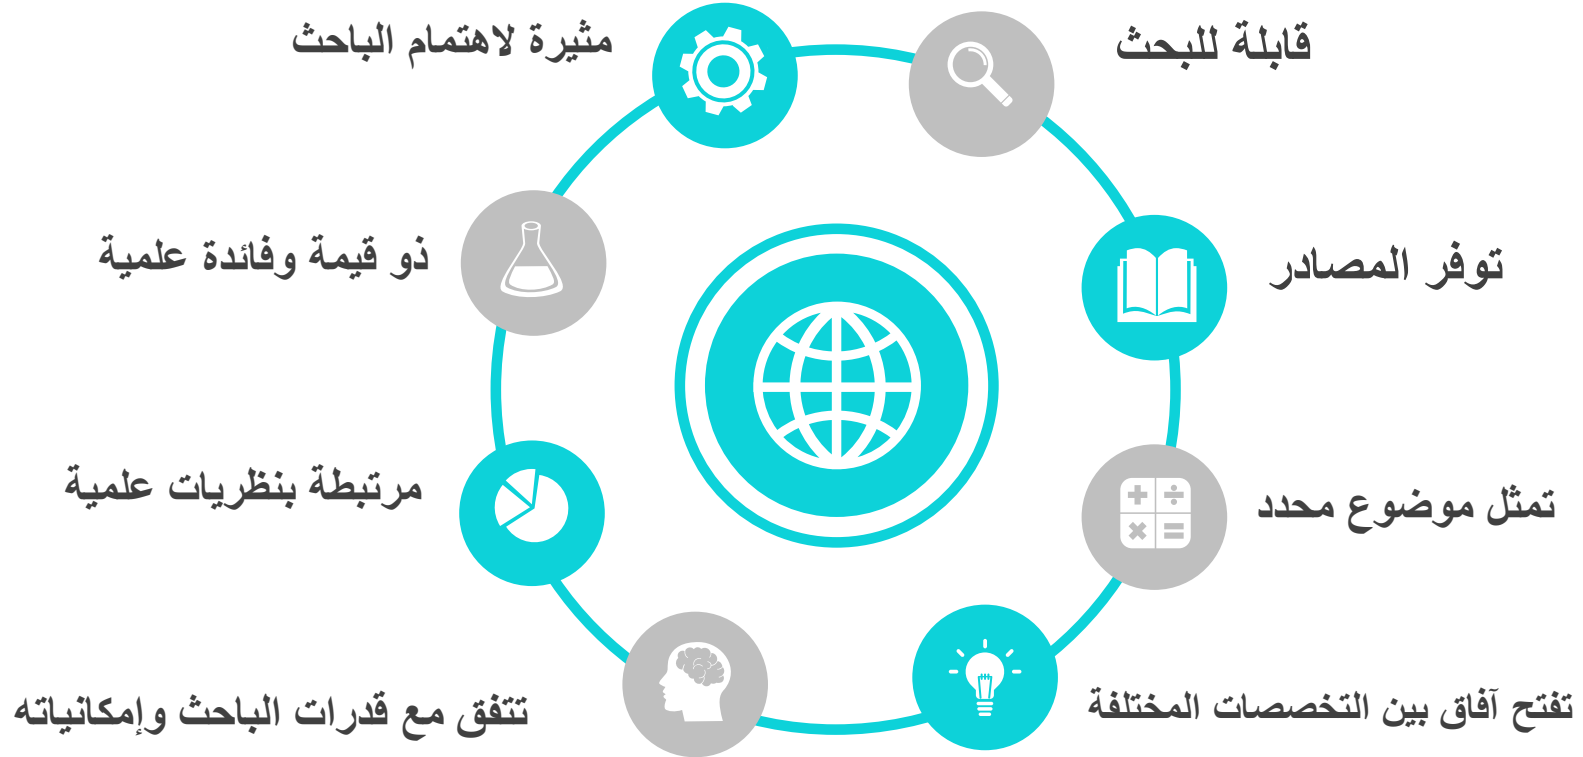 قابلة للبحث
مثيرة لاهتمام الباحث
توفر المصادر
ذو قيمة وفائدة علمية
تمثل موضوع محدد
مرتبطة بنظريات علمية
تفتح آفاق بين التخصصات المختلفة
تتفق مع قدرات الباحث وإمكانياته